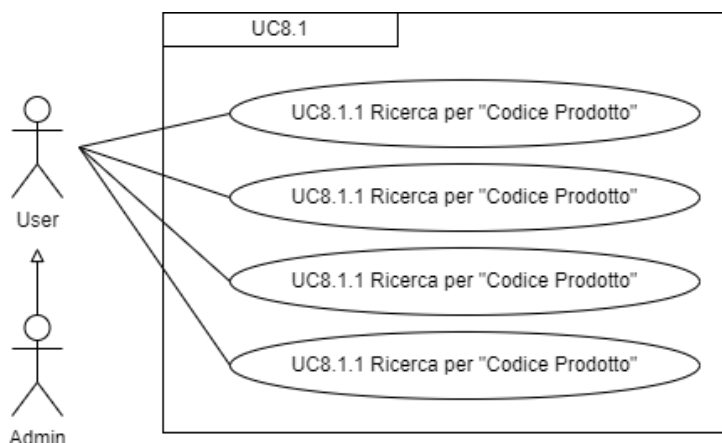 UC8.1
UC8.1.1 Ricerca per "Codice Prodotto"
UC8.1.1 Ricerca per "Codice Prodotto"
User
UC8.1.1 Ricerca per "Codice Prodotto"
UC8.1.1 Ricerca per "Codice Prodotto"
Admin